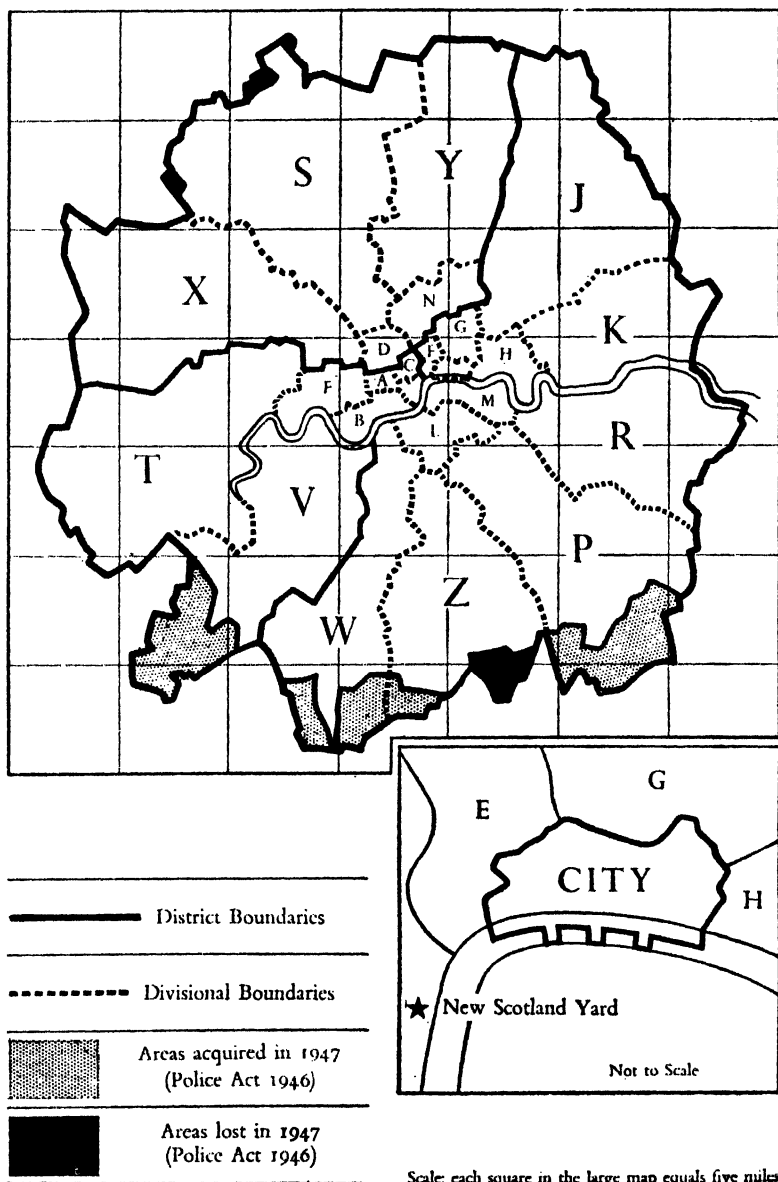 S
Y
J
X
N
K
G
D
E
H
C
F
A
M
B
L
R
T
V
P
Z
W
G
E
CITY
H
District Boundaries
Divisional Boundaries
New Scotland Yard
Areas acquired in 1947
(Police Act 1946)
Not to Scale
Areas lost in 1947
(Police Act 1946)
Scale: each square in the large map equals five miles